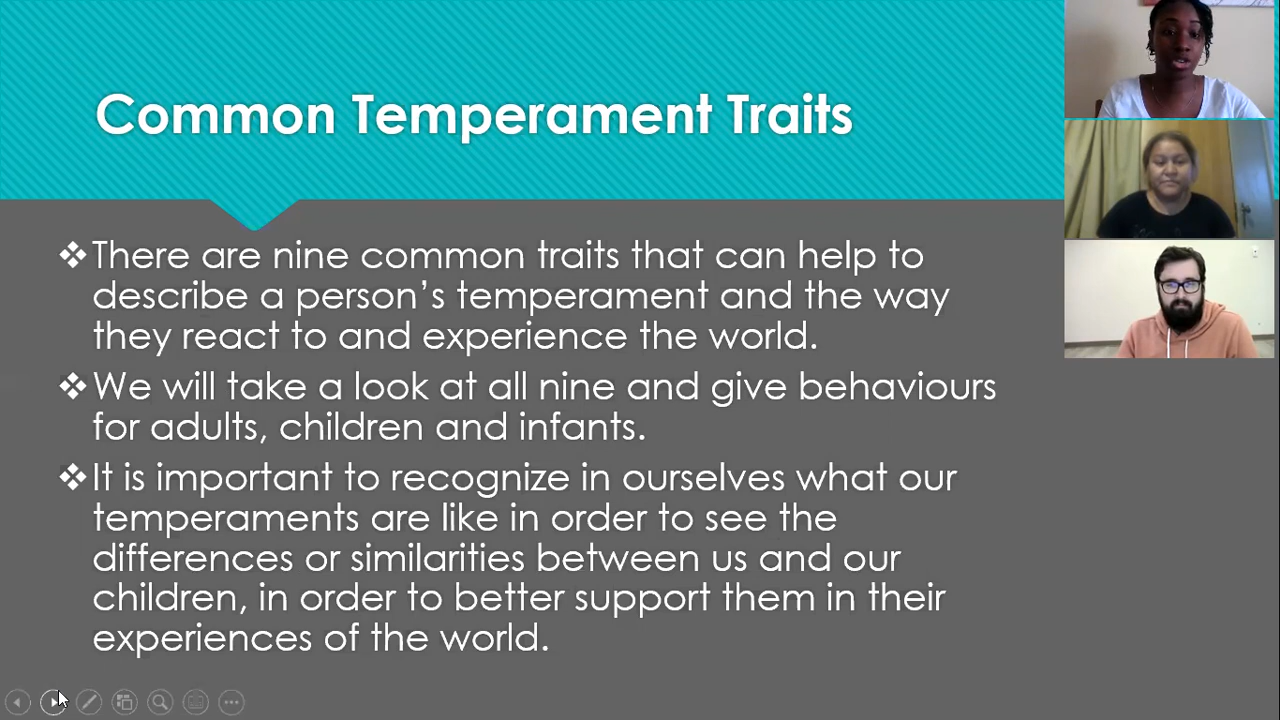 Common Temperament Traits
❖There are nine common traits that can help to
describe a person’s temperament and the way
they react to and experience the world.
❖We will take a look at all nine and give behaviours
for adults, children and infants.
❖It is important to recognize in ourselves what our
temperaments are like in order to see the
differences or similarities between us and our
children, in order to better support them in their
experiences of the world.